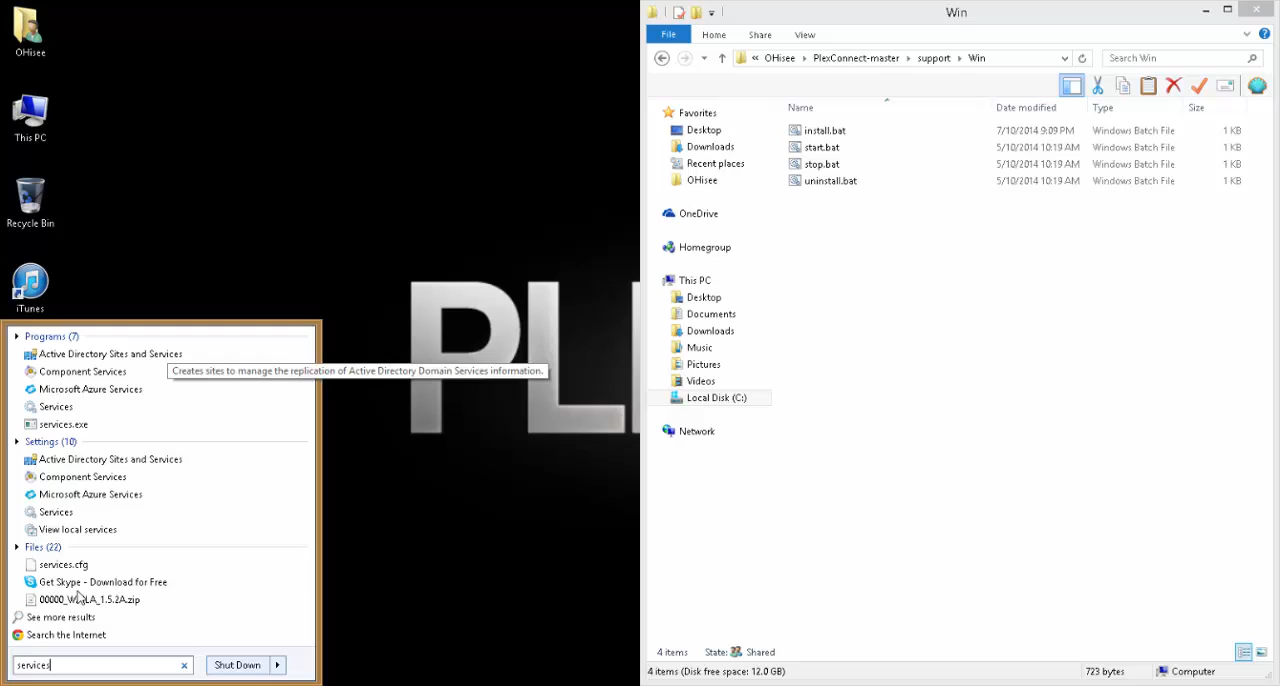 OHisee
This PC
Recycle Bin
iTunes
PL
Programs (7)
Active Directory Sites and Services
Component Services
Creates sites to manage the replication of Active Directory Domain Services information.
Microsoft Azure Services
Services
services.exe
Settings (10)
Active Directory Sites and Services
Component Services
Microsoft Azure Services
Services
View local services
Files (22)
services.cfg
Get Skype - Download for Free
See more results
Search the Internet
services
Shut Down
Win
File Home Share View
« OHisee PlexConnect-master support Win
Search Win
Name Date modified Type Size
install.bat 7/10/2014 9:09 PM Windows Batch File 1 KB
start.bat 5/10/2014 10:19 AM Windows Batch File 1 KB
stop.bat 5/10/2014 10:19 AM Windows Batch File 1 KB
uninstall.bat 5/10/2014 10:19 AM Windows Batch File 1 KB
Favorites
Desktop
Downloads
Recent places
OHisee
OneDrive
Homegroup
This PC
Desktop
Documents
Downloads
Music
Pictures
Videos
Local Disk (C:)
Network
4 items State: Shared
4 items (Disk free space: 12.0 GB) 723 bytes Computer